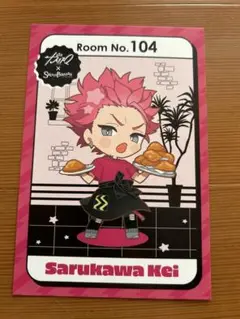 Room No. 104
×
Sarukawa Kei